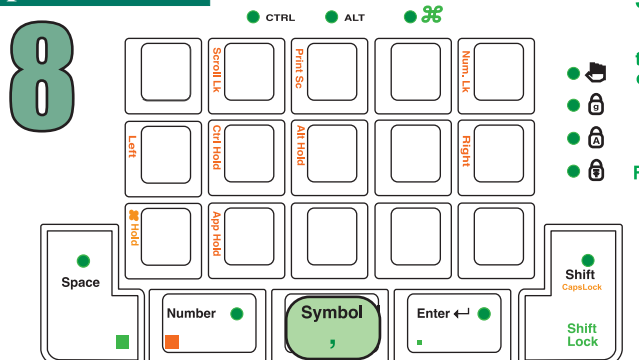 8
CTRL ALT ⌘
Scroll Lk
Print Sc
Num. Lk
g
A
Left
Ctrl Hold
Alt Hold
Right
⌘ Hold
App Hold
Space
Number
Symbol
,
Enter ↵
Shift
CapsLock
Shift
Lock